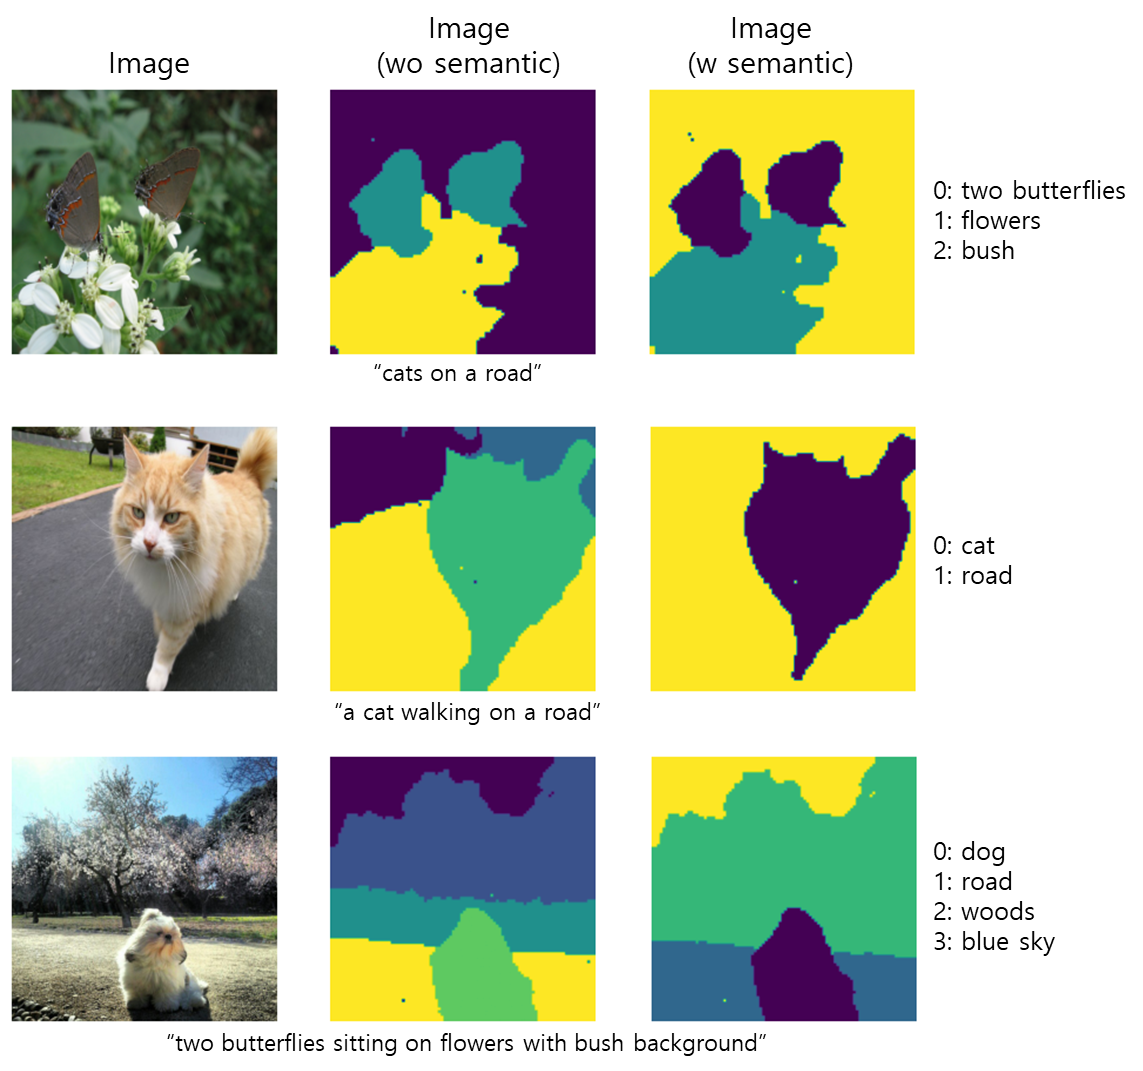 Image
Image
(wo semantic)
Image
(w semantic)
0: two butterflies
1: flowers
2: bush
“cats on a road”
0: cat
1: road
“a cat walking on a road”
0: dog
1: road
2: woods
3: blue sky
“two butterflies sitting on flowers with bush background”